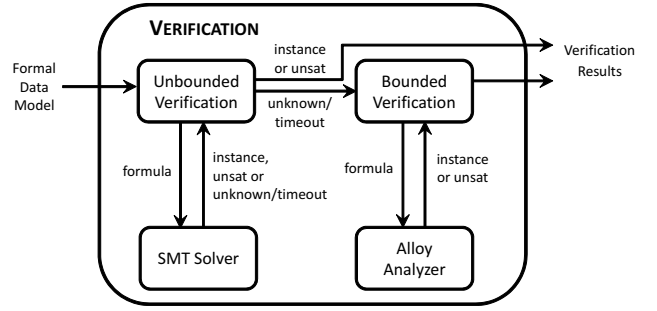 VERIFICATION
Formal
Data
Model
Unbounded
Verification
instance
or unsat
unknown/
timeout
Bounded
Verification
Verification
Results
formula
instance,
unsat or
unknown/timeout
formula
instance
or unsat
SMT Solver
Alloy
Analyzer